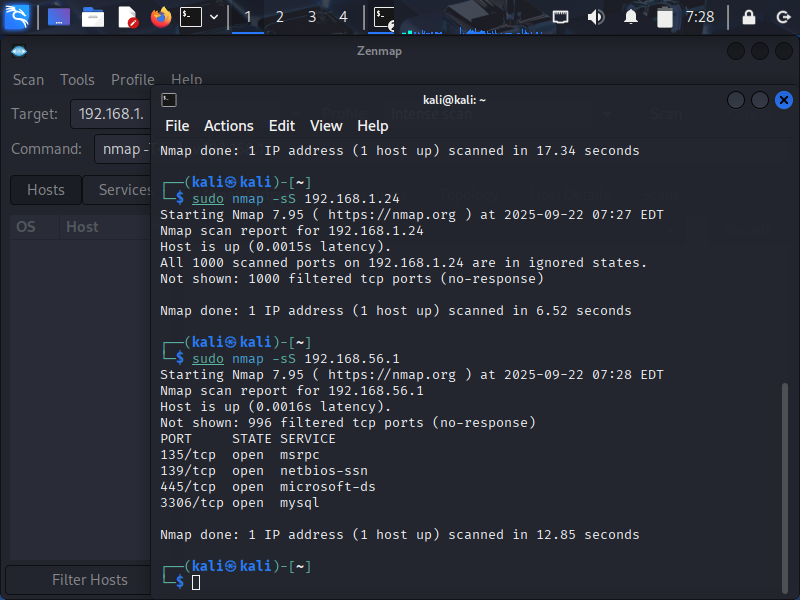 1 2 3 4 7:28
Zenmap
Scan Tools Profile Help
Target: 192.168.1.
Command: nmap -
Hosts Services
OS Host
Filter Hosts
kali@kali: ~
File Actions Edit View Help
Nmap done: 1 IP address (1 host up) scanned in 17.34 seconds
┌──(kali㉿kali)-[~]
└─$ sudo nmap -sS 192.168.1.24
Starting Nmap 7.95 ( https://nmap.org ) at 2025-09-22 07:27 EDT
Nmap scan report for 192.168.1.24
Host is up (0.0015s latency).
All 1000 scanned ports on 192.168.1.24 are in ignored states.
Not shown: 1000 filtered tcp ports (no-response)
Nmap done: 1 IP address (1 host up) scanned in 6.52 seconds
┌──(kali㉿kali)-[~]
└─$ sudo nmap -sS 192.168.56.1
Starting Nmap 7.95 ( https://nmap.org ) at 2025-09-22 07:28 EDT
Nmap scan report for 192.168.56.1
Host is up (0.0016s latency).
Not shown: 996 filtered tcp ports (no-response)
PORT STATE SERVICE
135/tcp open msrpc
139/tcp open netbios-ssn
445/tcp open microsoft-ds
3306/tcp open mysql
Nmap done: 1 IP address (1 host up) scanned in 12.85 seconds
┌──(kali㉿kali)-[~]
└─$